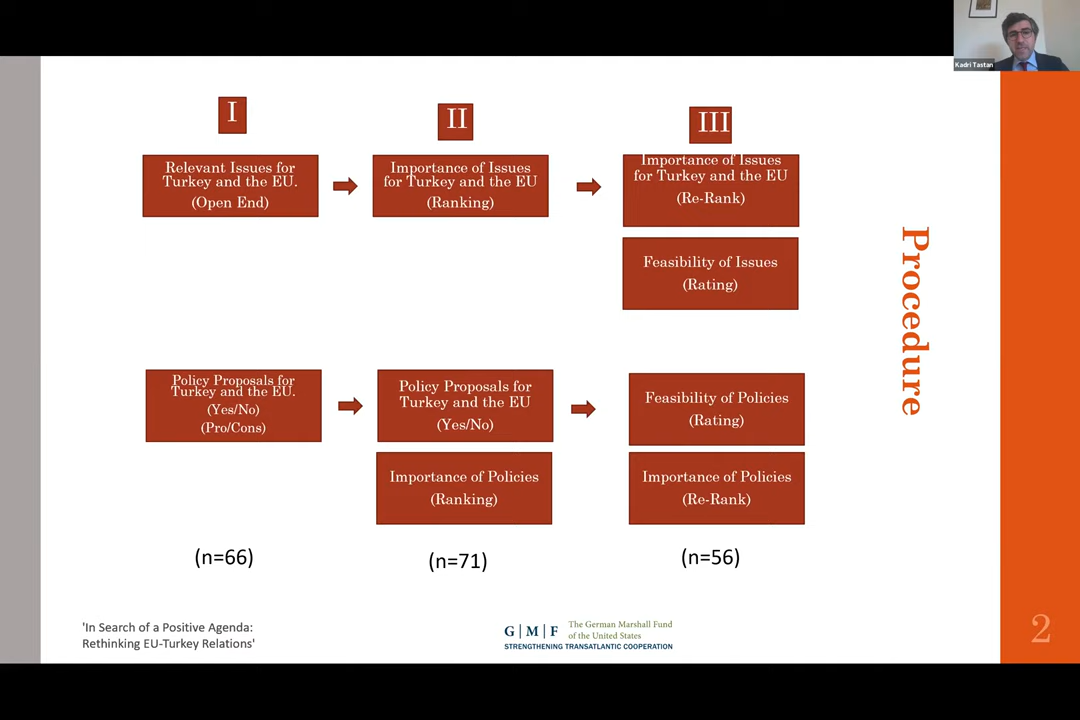 Kadri Tastan
I
II
III
Relevant Issues for
Turkey and the EU.
(Open End)
Importance of Issues
for Turkey and the EU
(Ranking)
Importance of Issues
for Turkey and the EU
(Re-Rank)
Feasibility of Issues
(Rating)
Procedure
Policy Proposals for
Turkey and the EU.
(Yes/No)
(Pro/Cons)
Policy Proposals for
Turkey and the EU
(Yes/No)
Importance of Policies
(Ranking)
Feasibility of Policies
(Rating)
Importance of Policies
(Re-Rank)
(n=66)
(n=71)
(n=56)
'In Search of a Positive Agenda:
Rethinking EU-Turkey Relations'
G | M | F
The German Marshall Fund
of the United States
STRENGTHENING TRANSATLANTIC COOPERATION
2